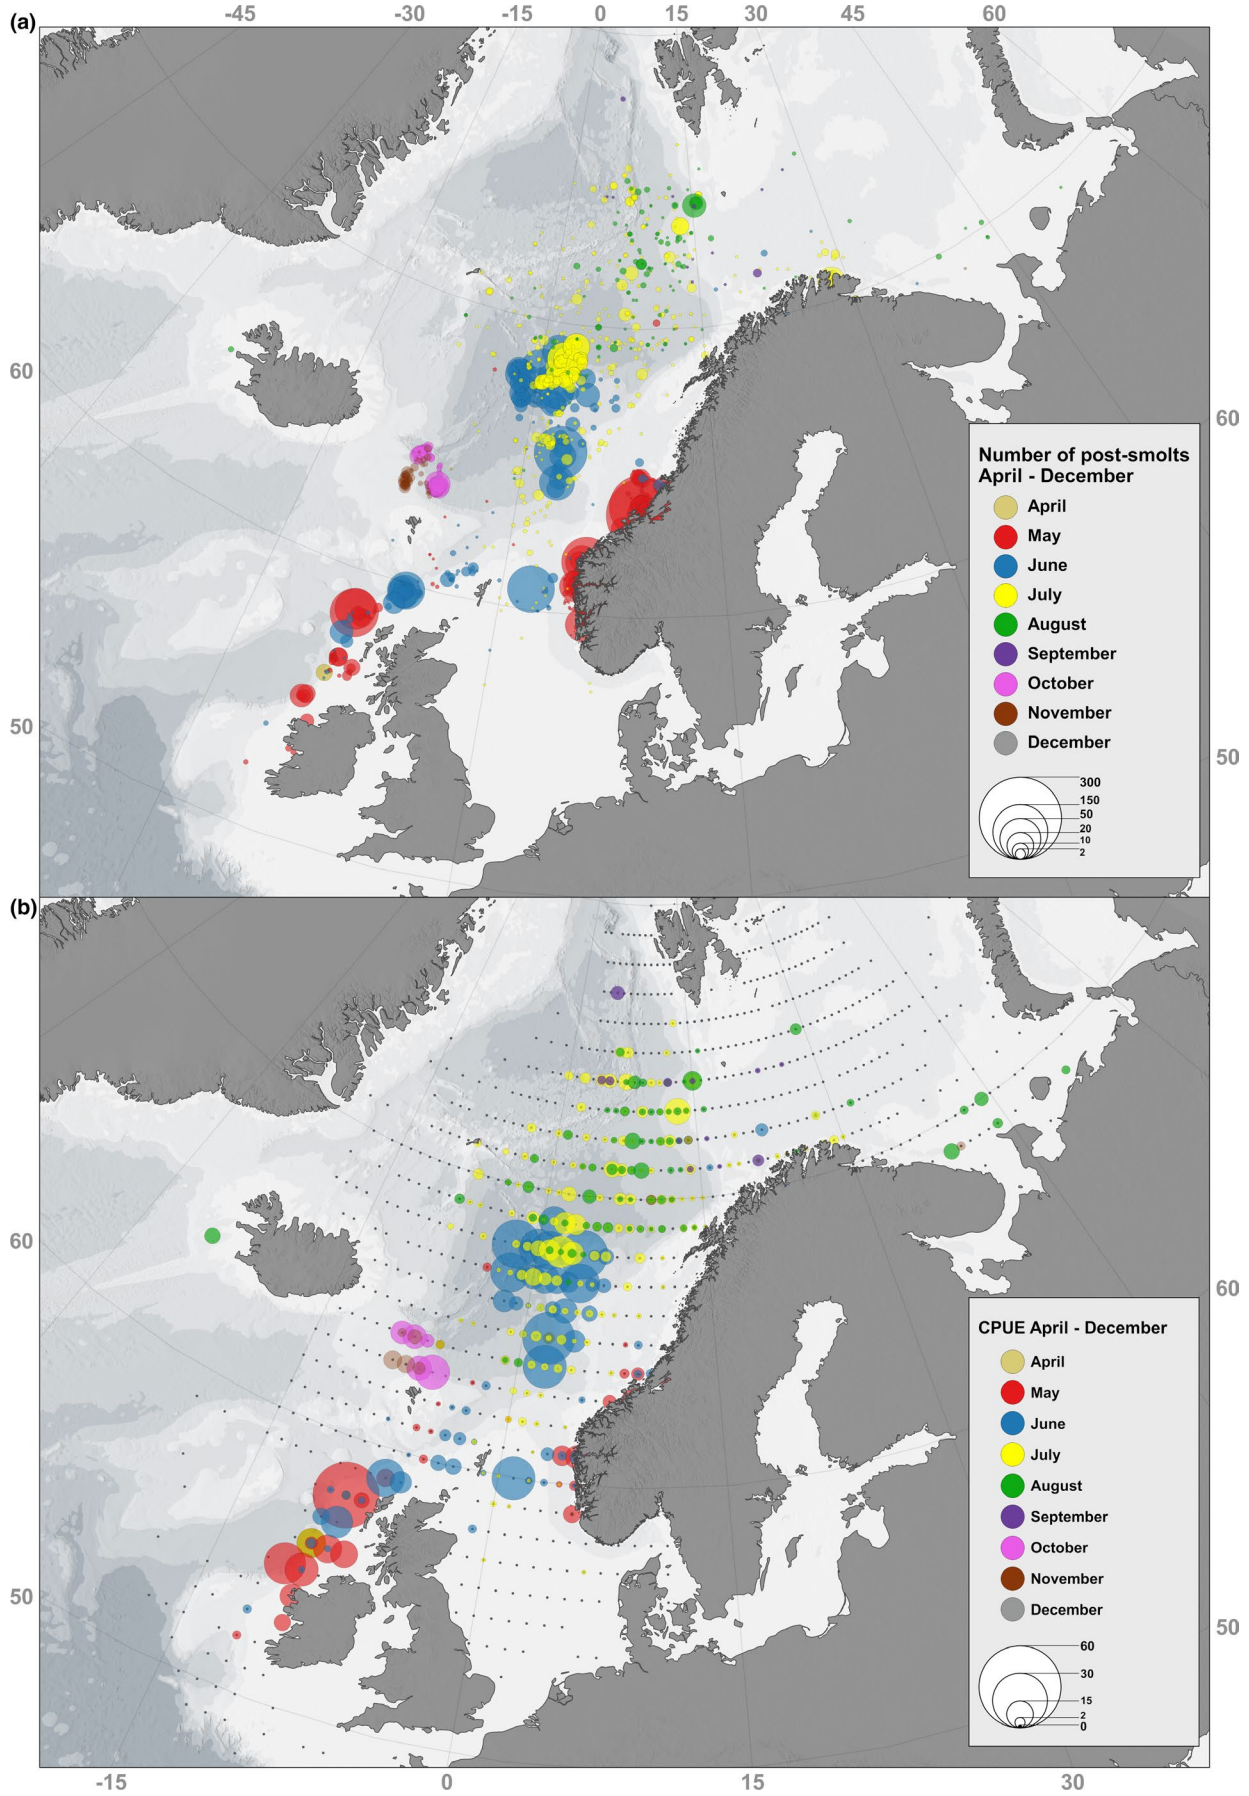 (a)
-45 -30 -15 0 15 30 45 60
60
60
50
50
Number of post-smolts
April - December
April
May
June
July
August
September
October
November
December
300
150
50
20
10
2
(b)
60
60
50
50
CPUE April - December
April
May
June
July
August
September
October
November
December
60
30
15
2
0
-15 0 15 30